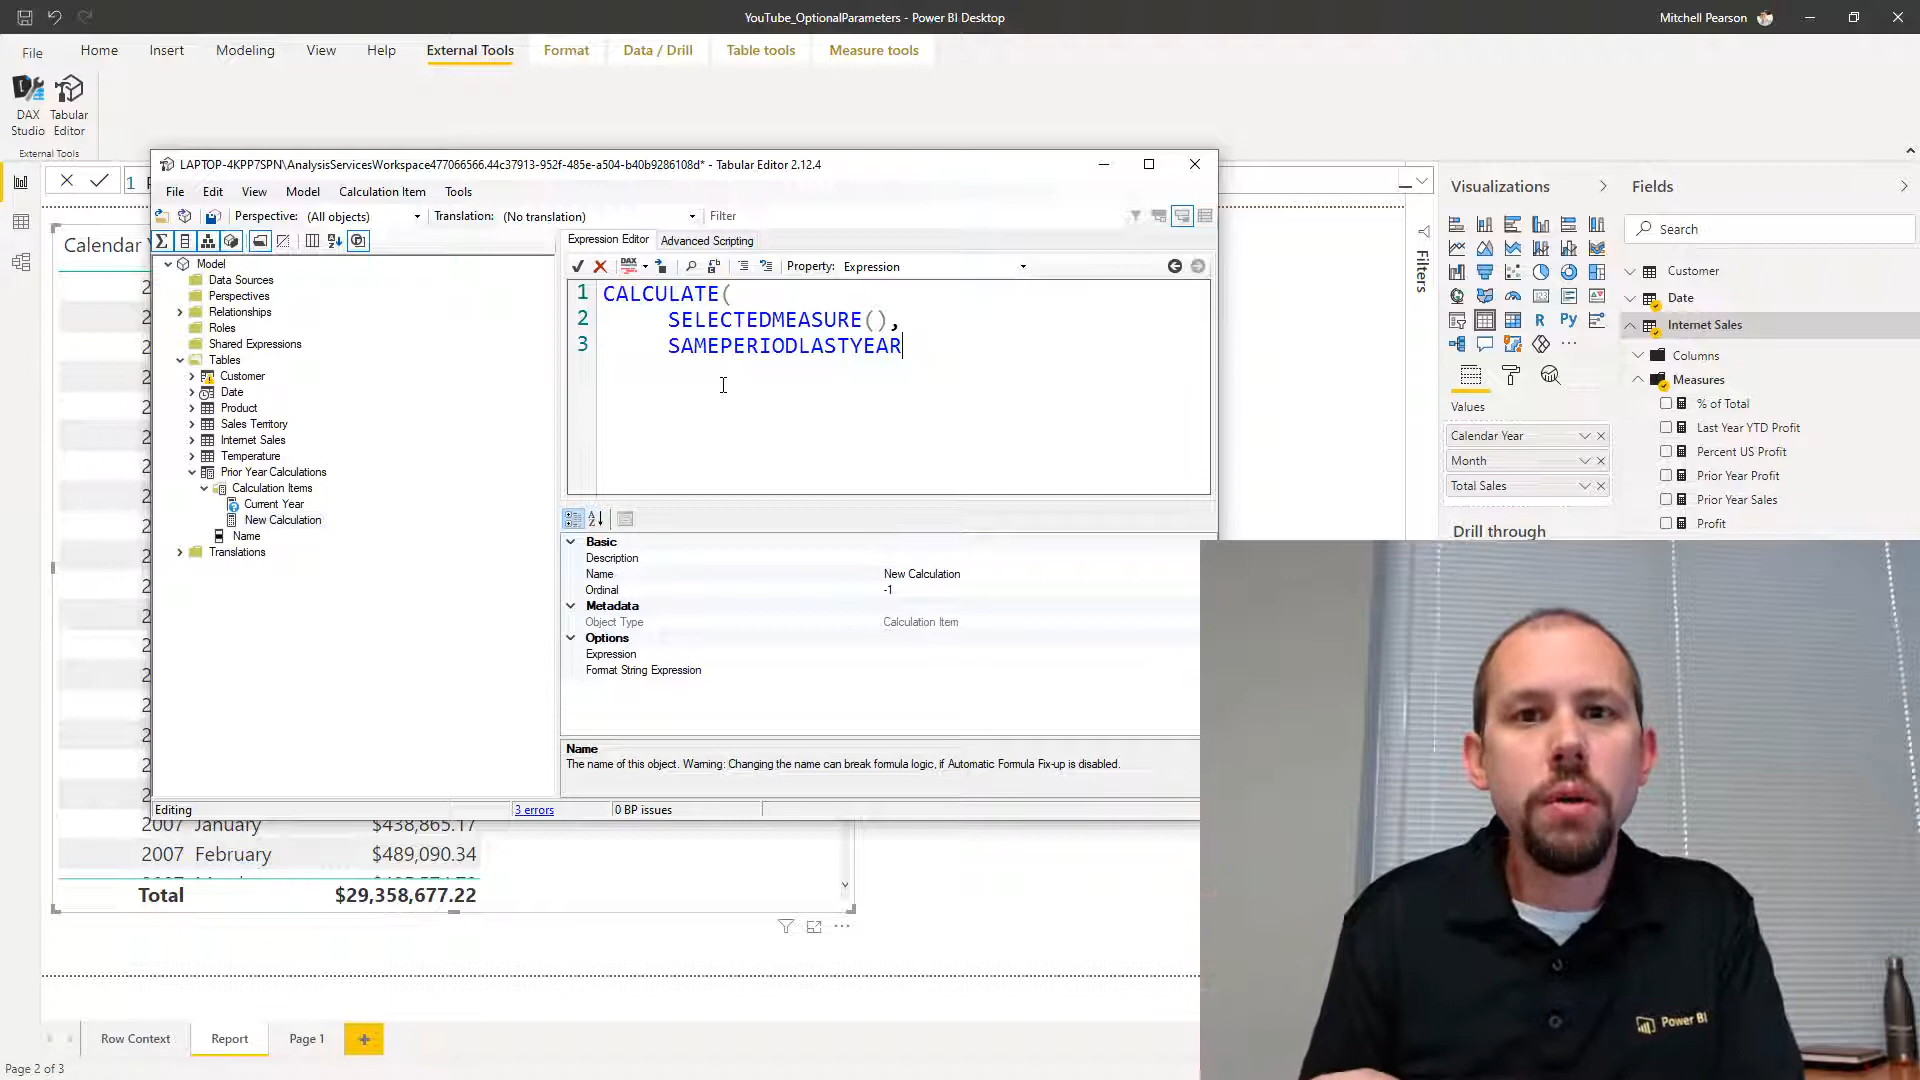 YouTube_OptionalParameters - Power BI Desktop
Mitchell Pearson
File Home Insert Modeling View Help External Tools Format Data / Drill Table tools Measure tools
DAX Studio
Tabular Editor
External Tools
LAPTOP-4KPP7SPN\AnalysisServicesWorkspace477066566.44c37913-952f-485e-a504-b40b9286108d* - Tabular Editor 2.12.4
File Edit View Model Calculation Item Tools
Perspective: (All objects) Translation: (No translation) Filter
Expression Editor Advanced Scripting
Property: Expression
1 CALCULATE(
2 SELECTEDMEASURE(),
3 SAMEPERIODLASTYEAR
Model
Data Sources
Perspectives
Relationships
Roles
Shared Expressions
Tables
Customer
Date
Product
Sales Territory
Internet Sales
Temperature
Prior Year Calculations
Calculation Items
Current Year
New Calculation
Name
Translations
Basic
Description
Name New Calculation
Ordinal -1
Metadata
Object Type Calculation Item
Options
Expression
Format String Expression
Name
The name of this object. Warning: Changing the name can break formula logic, if Automatic Formula Fix-up is disabled.
Editing 3 errors 0 BP issues
1
Calendar
2007 January $438,865.17
2007 February $489,090.34
Total $29,358,677.22
Filters
Visualizations
Values
Calendar Year
Month
Total Sales
Drill through
Fields
Search
Customer
Date
Internet Sales
Columns
Measures
% of Total
Last Year YTD Profit
Percent US Profit
Prior Year Profit
Prior Year Sales
Profit
R Py
123
Power BI
Row Context Report Page 1
Page 2 of 3